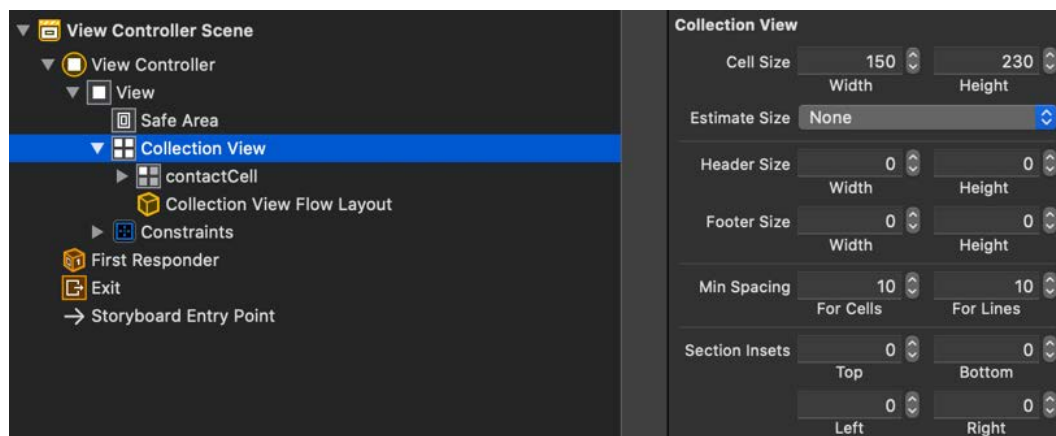 View Controller Scene
View Controller
View
Safe Area
Collection View
contactCell
Collection View Flow Layout
Constraints
First Responder
Exit
Storyboard Entry Point
Collection View
Cell Size 150 230
Width Height
Estimate Size None
Header Size 0 0
Width Height
Footer Size 0 0
Width Height
Min Spacing 10 10
For Cells For Lines
Section Insets 0 0
Top Bottom
0 0
Left Right